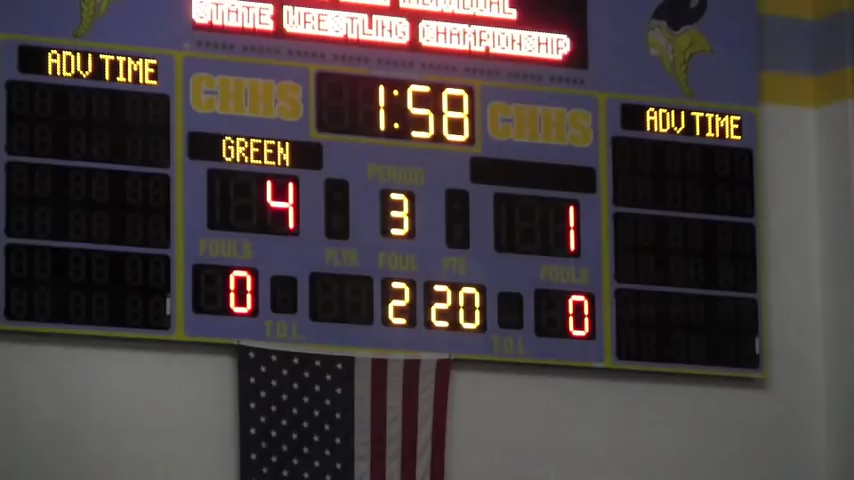 INDIVIDUAL
STATE WRESTLING CHAMPIONSHIP
ADV TIME
CHHS 1:58 CHHS
ADV TIME
GREEN
PERIOD
4 3 1
FOULS PLYR FOUL PTS FOULS
0 2 20 0
T.O.L. T.O.L.